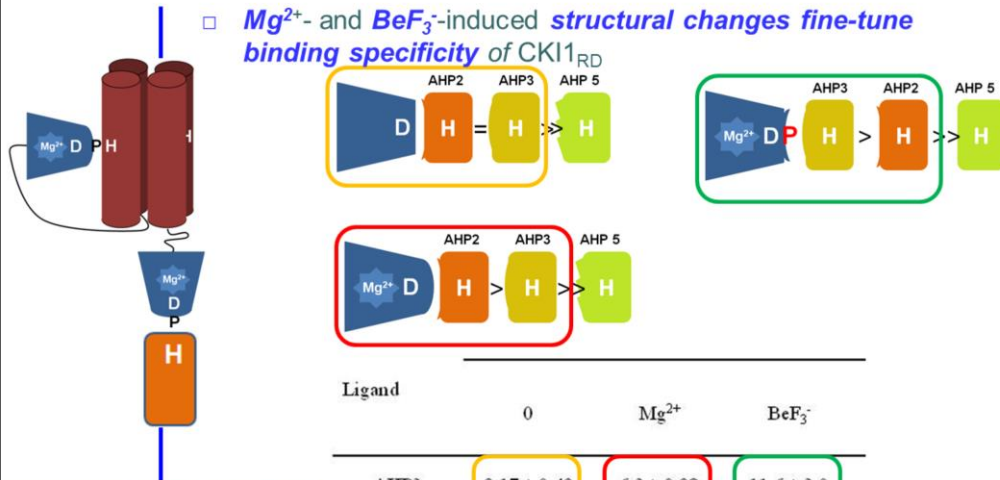 Mg²⁺- and BeF₃⁻-induced structural changes fine-tune
binding specificity of CKI1RD
AHP2 AHP3 AHP 5
D H = H >> H
AHP3 AHP2 AHP 5
Mg²⁺ D P H > H >> H
Mg²⁺ D P H H
AHP2 AHP3 AHP 5
Mg²⁺ D H > H >> H
Mg²⁺
D
P
H
Ligand
0 Mg²⁺ BeF₃⁻